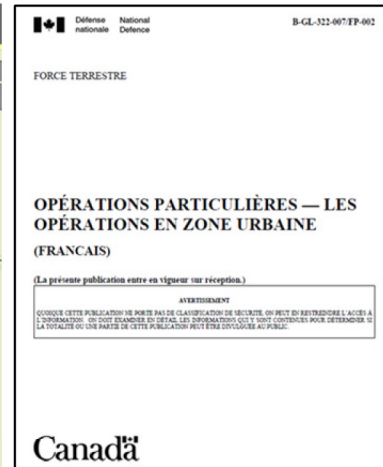 Défense nationale
National Defence
B-GL-322-007/FP-002
FORCE TERRESTRE
OPÉRATIONS PARTICULIÈRES — LES
OPÉRATIONS EN ZONE URBAINE
(FRANCAIS)
(La présente publication entre en vigueur sur réception.)
AVERTISSEMENT
QUOIQUE CETTE PUBLICATION NE PORTE PAS DE CLASSIFICATION DE SÉCURITÉ, ON PEUT EN RESTREINDRE L'ACCÈS À
L'INFORMATION. ON DOIT EXAMINER EN DÉTAIL LES INFORMATIONS QUI Y SONT CONTENUES POUR DÉTERMINER SI
LA TOTALITÉ OU UNE PARTIE DE CETTE PUBLICATION PEUT ÊTRE DIVULGUÉE AU PUBLIC.
Canada